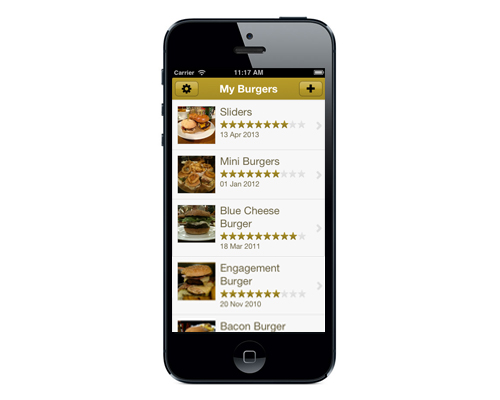 Carrier 11:17 AM
My Burgers
Sliders
13 Apr 2013
Mini Burgers
01 Jan 2012
Blue Cheese
Burger
18 Mar 2011
Engagement
Burger
20 Nov 2010
Bacon Burger